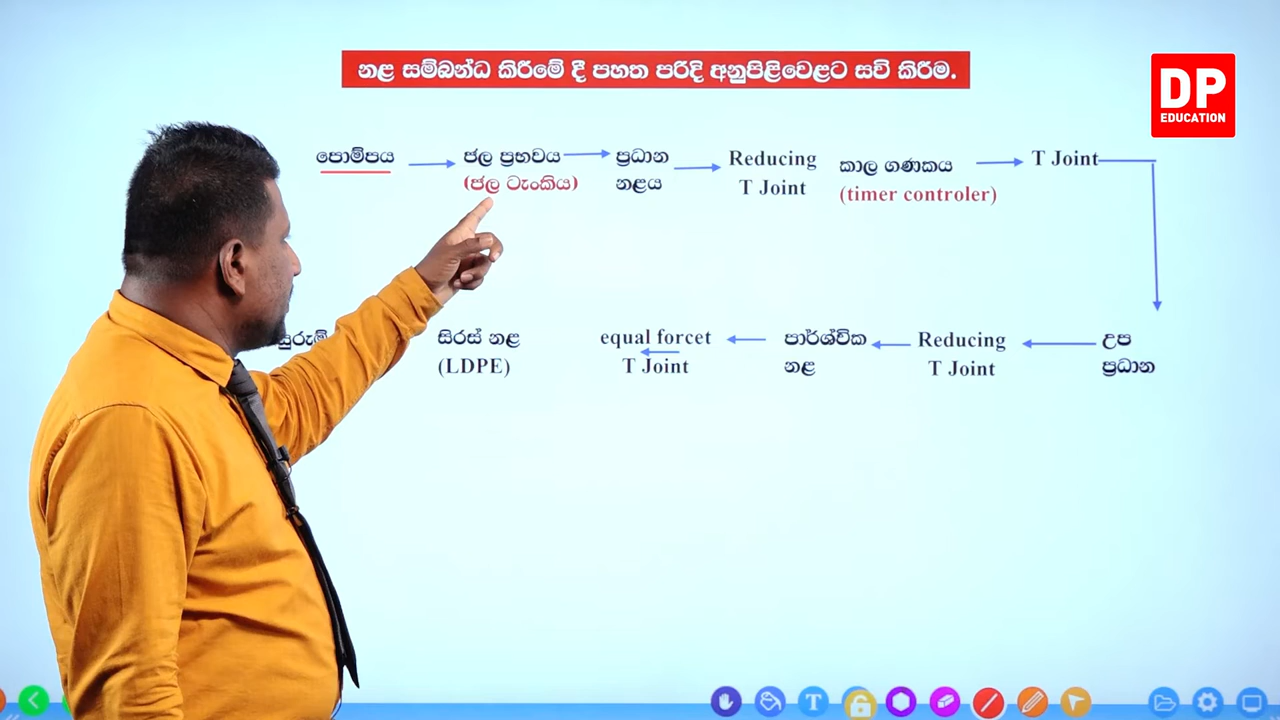 නළ සම්බන්ධ කිරීමේ දී පහත පරිදි අනුපිළිවෙළට සවි කිරීම.
DP
EDUCATION
පොම්පය
ජල ප්‍රභවය
(ජල ටැංකිය)
ප්‍රධාන
නළය
Reducing
T Joint
කාල ගණකය
(timer controler)
T Joint
සිරස් නළ
(LDPE)
equal forcet
T Joint
පාර්ශ්වික
නළ
Reducing
T Joint
උප
ප්‍රධාන